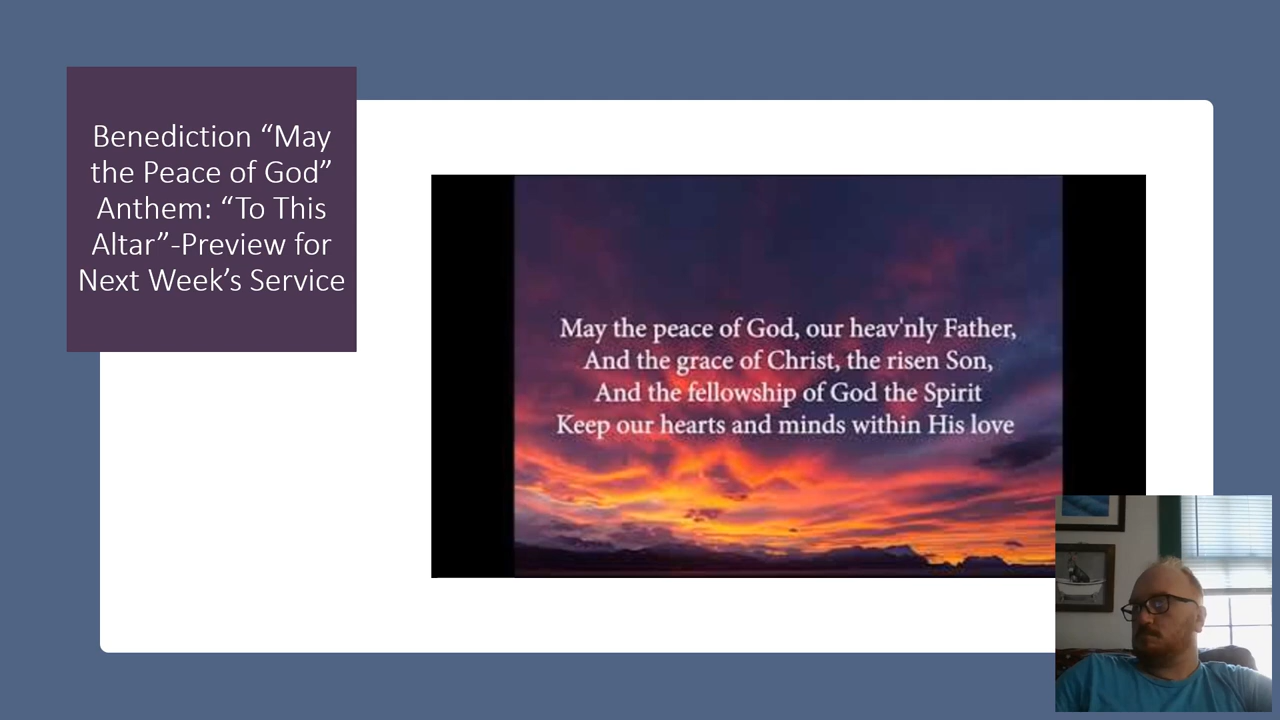 Benediction “May
the Peace of God”
Anthem: “To This
Altar”-Preview for
Next Week’s Service
May the peace of God, our heav'nly Father,
And the grace of Christ, the risen Son,
And the fellowship of God the Spirit
Keep our hearts and minds within His love